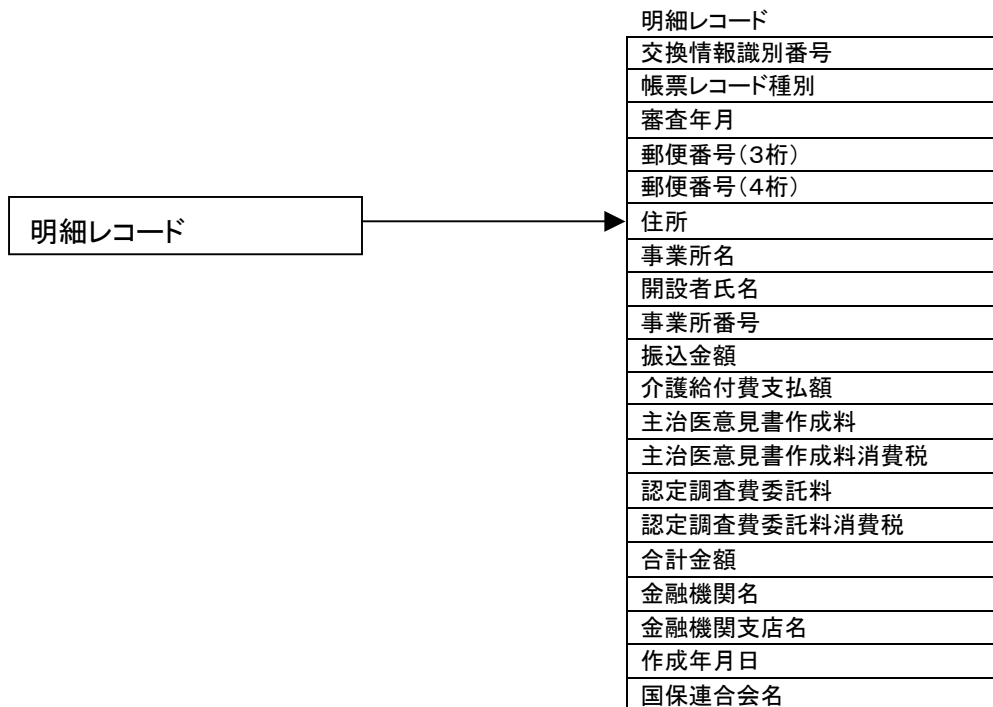 明細レコード
明細レコード
交換情報識別番号
帳票レコード種別
審査年月
郵便番号（３桁）
郵便番号（４桁）
住所
事業所名
開設者氏名
事業所番号
振込金額
介護給付費支払額
主治医意見書作成料
主治医意見書作成料消費税
認定調査費委託料
認定調査費委託料消費税
合計金額
金融機関名
金融機関支店名
作成年月日
国保連合会名